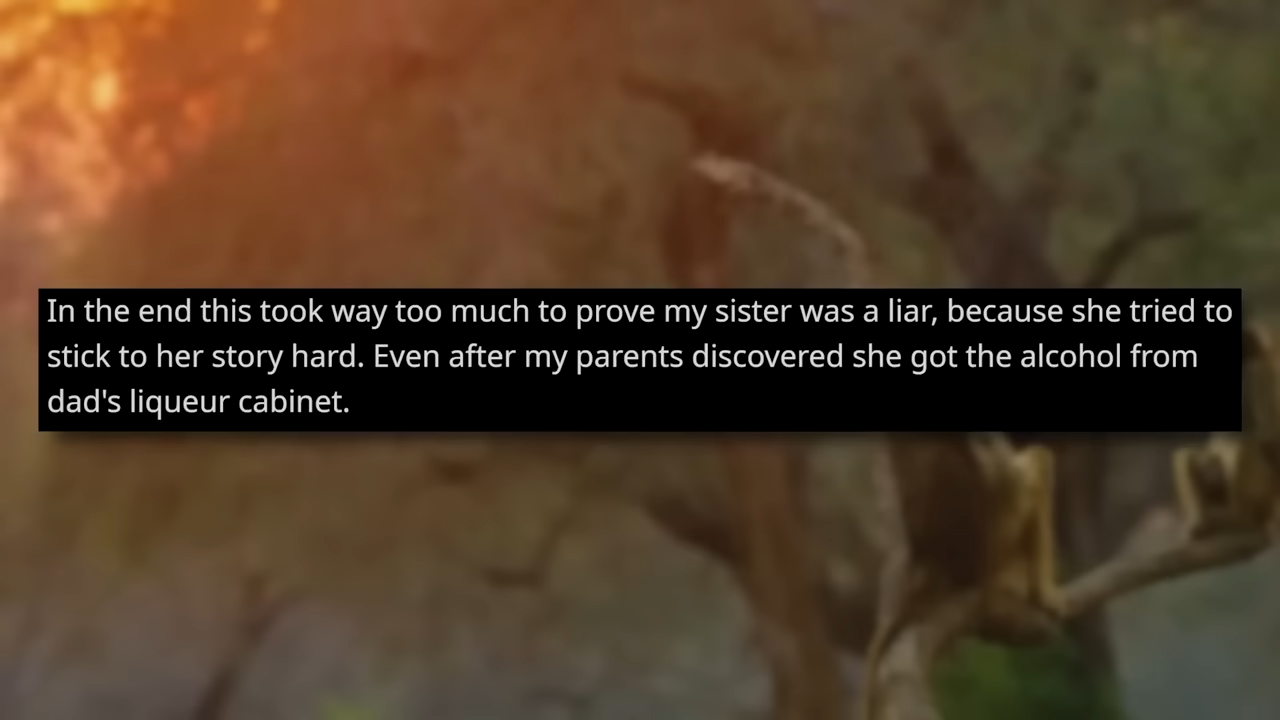 In the end this took way too much to prove my sister was a liar, because she tried to
stick to her story hard. Even after my parents discovered she got the alcohol from
dad's liqueur cabinet.